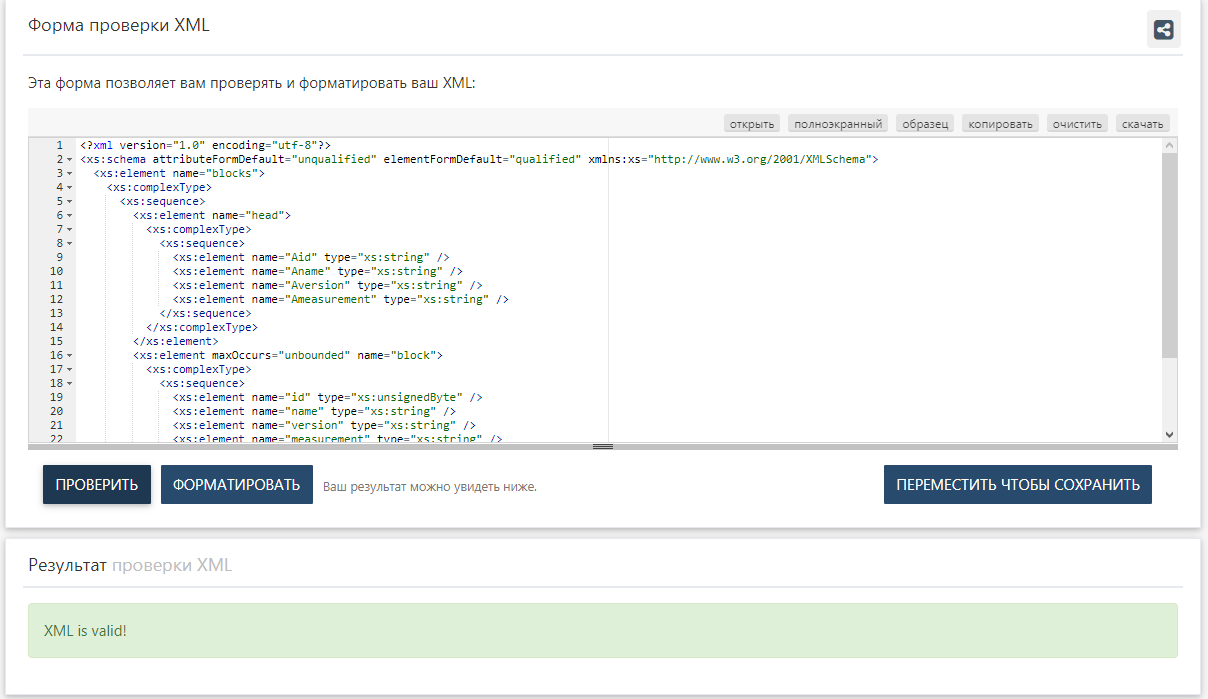 Форма проверки XML
Эта форма позволяет вам проверять и форматировать ваш XML:
открыть полноэкранный образец копировать очистить скачать
1 <?xml version="1.0" encoding="utf-8"?>
2 <xs:schema attributeFormDefault="unqualified" elementFormDefault="qualified" xmlns:xs="http://www.w3.org/2001/XMLSchema">
3 <xs:element name="blocks">
4 <xs:complexType>
5 <xs:sequence>
6 <xs:element name="head">
7 <xs:complexType>
8 <xs:sequence>
9 <xs:element name="Aid" type="xs:string" />
10 <xs:element name="Aname" type="xs:string" />
11 <xs:element name="Aversion" type="xs:string" />
12 <xs:element name="Ameasurement" type="xs:string" />
13 </xs:sequence>
14 </xs:complexType>
15 </xs:element>
16 <xs:element maxOccurs="unbounded" name="block">
17 <xs:complexType>
18 <xs:sequence>
19 <xs:element name="id" type="xs:unsignedByte" />
20 <xs:element name="name" type="xs:string" />
21 <xs:element name="version" type="xs:string" />
22 <xs:element name="measurement" type="xs:string" />
ПРОВЕРИТЬ ФОРМАТИРОВАТЬ Ваш результат можно увидеть ниже. ПЕРЕМЕСТИТЬ ЧТОБЫ СОХРАНИТЬ
Результат проверки XML
XML is valid!